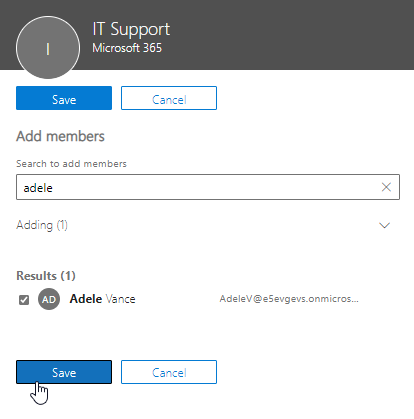 I
IT Support
Microsoft 365
Save Cancel
Add members
Search to add members
adele
Adding (1)
Results (1)
AD Adele Vance AdeleV@e5evgevs.onmicros...
Save Cancel